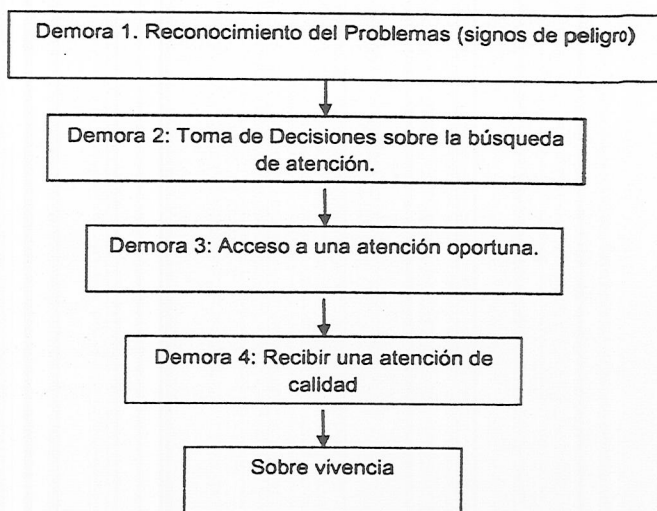 Demora 1. Reconocimiento del Problemas (signos de peligro)
Demora 2: Toma de Decisiones sobre la búsqueda
de atención.
Demora 3: Acceso a una atención oportuna.
Demora 4: Recibir una atención de
calidad
Sobre vivencia